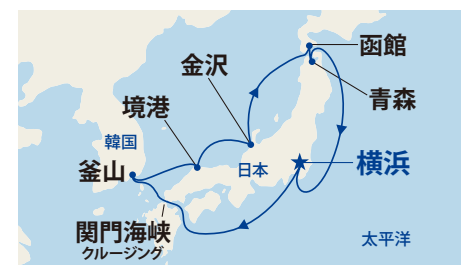 函館
金沢
青森
境港
韓国
釜山
日本
横浜
関門海峡
クルージング
太平洋